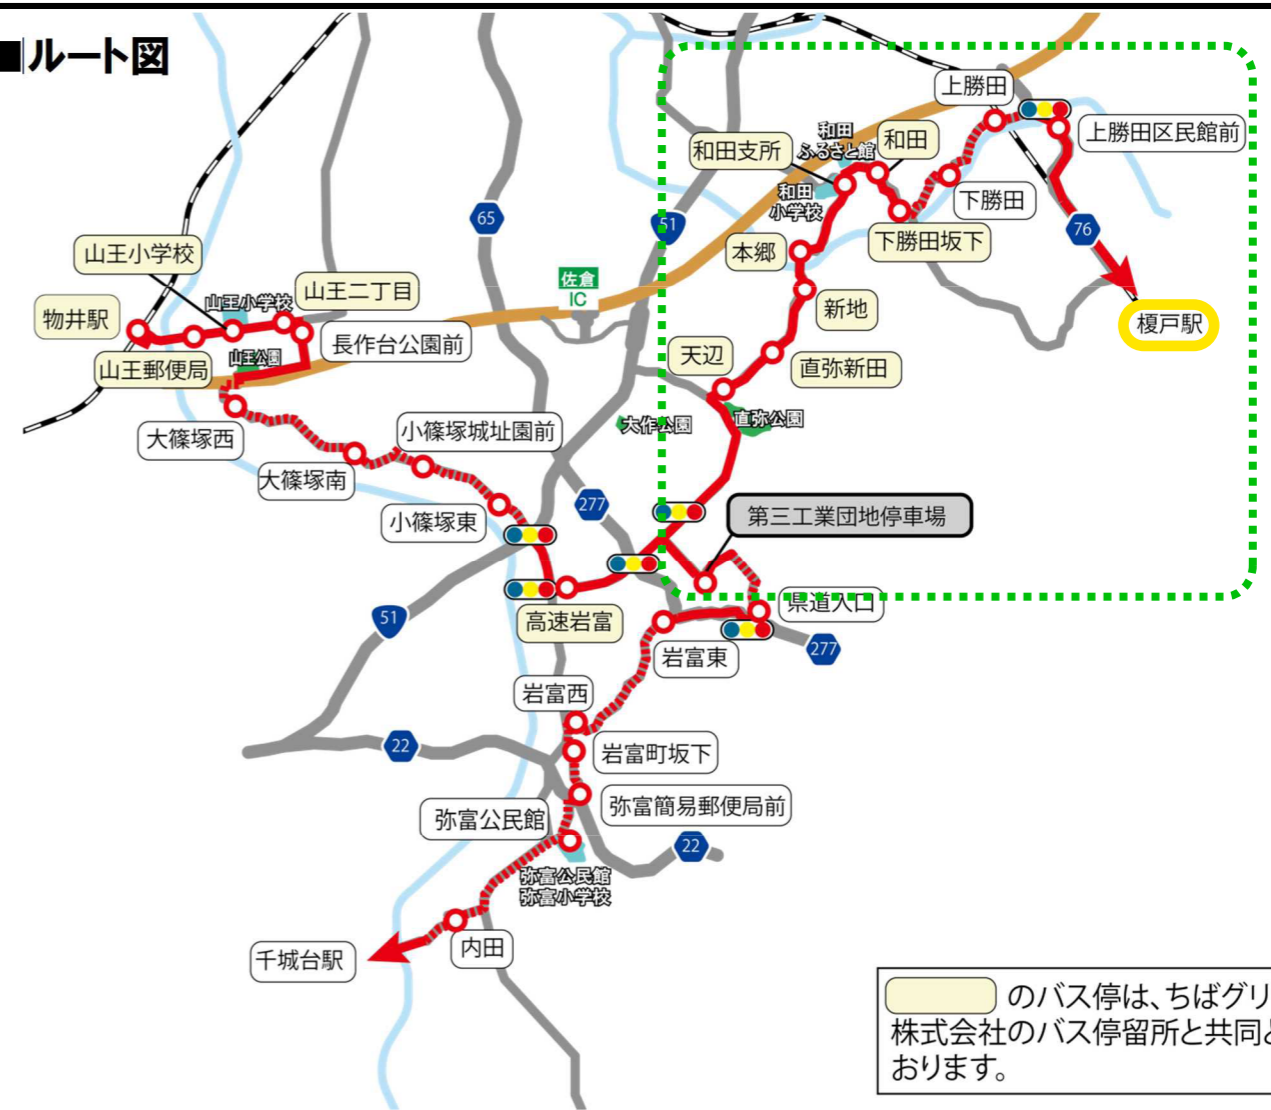 ■ルート図
上勝田
上勝田区民館前
和田支所
和田
ふるさと館
和田
和田
小学校
下勝田
下勝田坂下
65
51
76
本郷
榎戸駅
山王小学校
山王小学校
山王二丁目
佐倉
IC
物井駅
新地
長作台公園前
山王公園
山王郵便局
天辺
直弥新田
大作公園
直弥公園
大篠塚西
小篠塚城址園前
大篠塚南
小篠塚東
277
第三工業団地停車場
51
高速岩富
県道入口
岩富東
277
岩富西
22
岩富町坂下
弥富公民館
弥富簡易郵便局前
22
弥富公民館
弥富小学校
千城台駅
内田
のバス停は、ちばグリ
株式会社のバス停留所と共同と
おります。